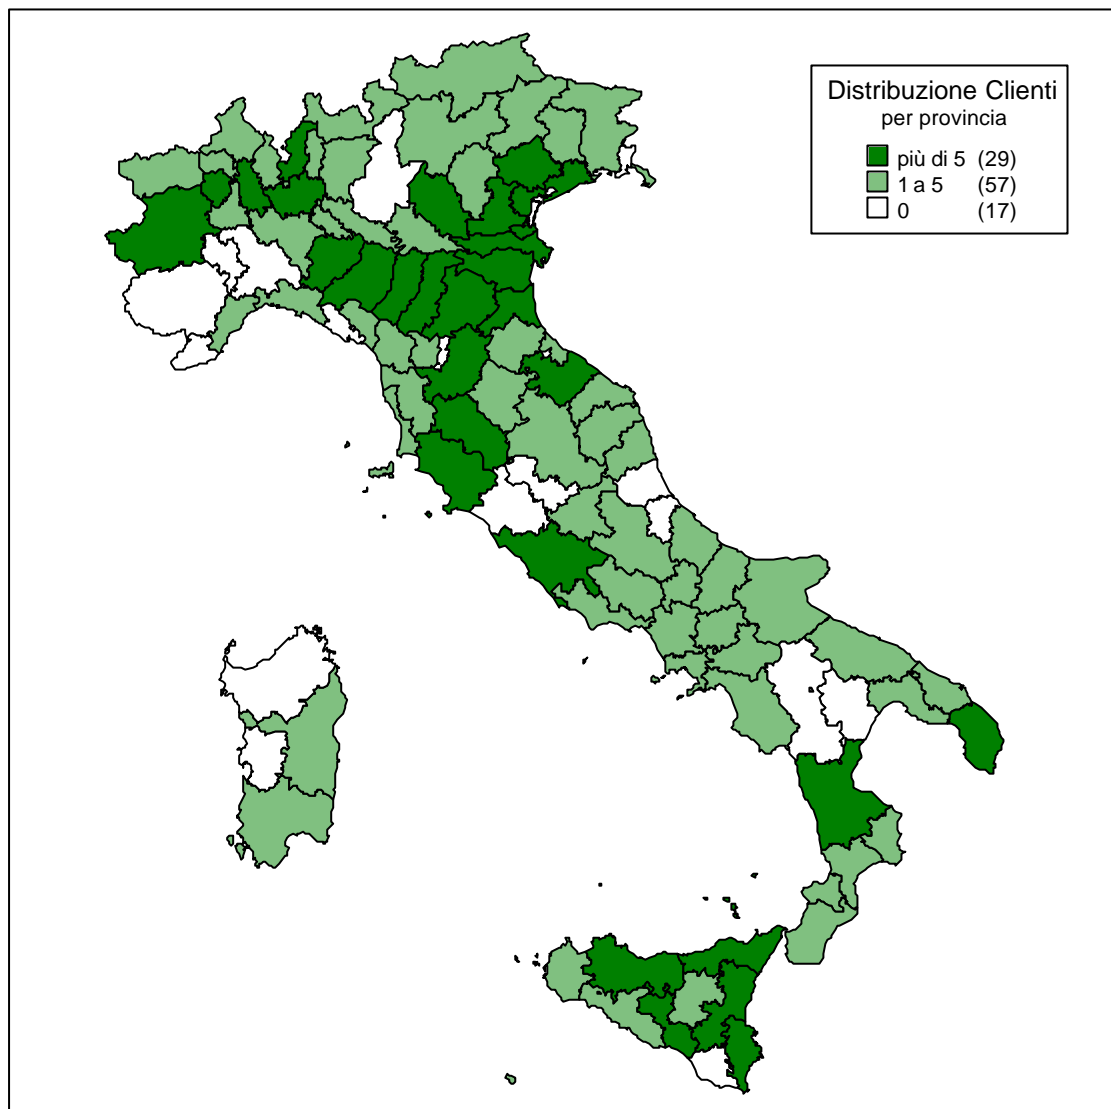 Distribuzione Clienti
per provincia
più di 5 (29)
1 a 5 (57)
0 (17)